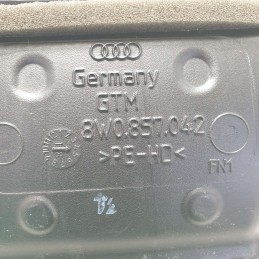 Germany
GTM
8W0.857.042
>PE-HD<
FN1